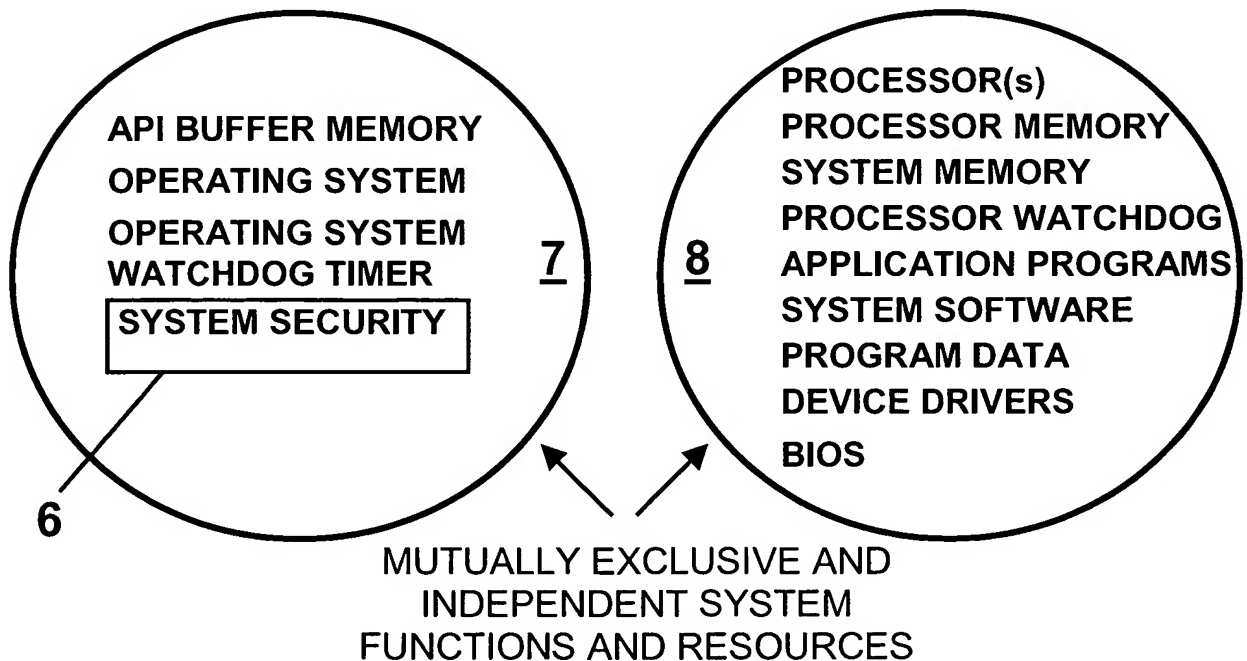 API BUFFER MEMORY
OPERATING SYSTEM
OPERATING SYSTEM
WATCHDOG TIMER
SYSTEM SECURITY
7
6
8
PROCESSOR(s)
PROCESSOR MEMORY
SYSTEM MEMORY
PROCESSOR WATCHDOG
APPLICATION PROGRAMS
SYSTEM SOFTWARE
PROGRAM DATA
DEVICE DRIVERS
BIOS
MUTUALLY EXCLUSIVE AND
INDEPENDENT SYSTEM
FUNCTIONS AND RESOURCES